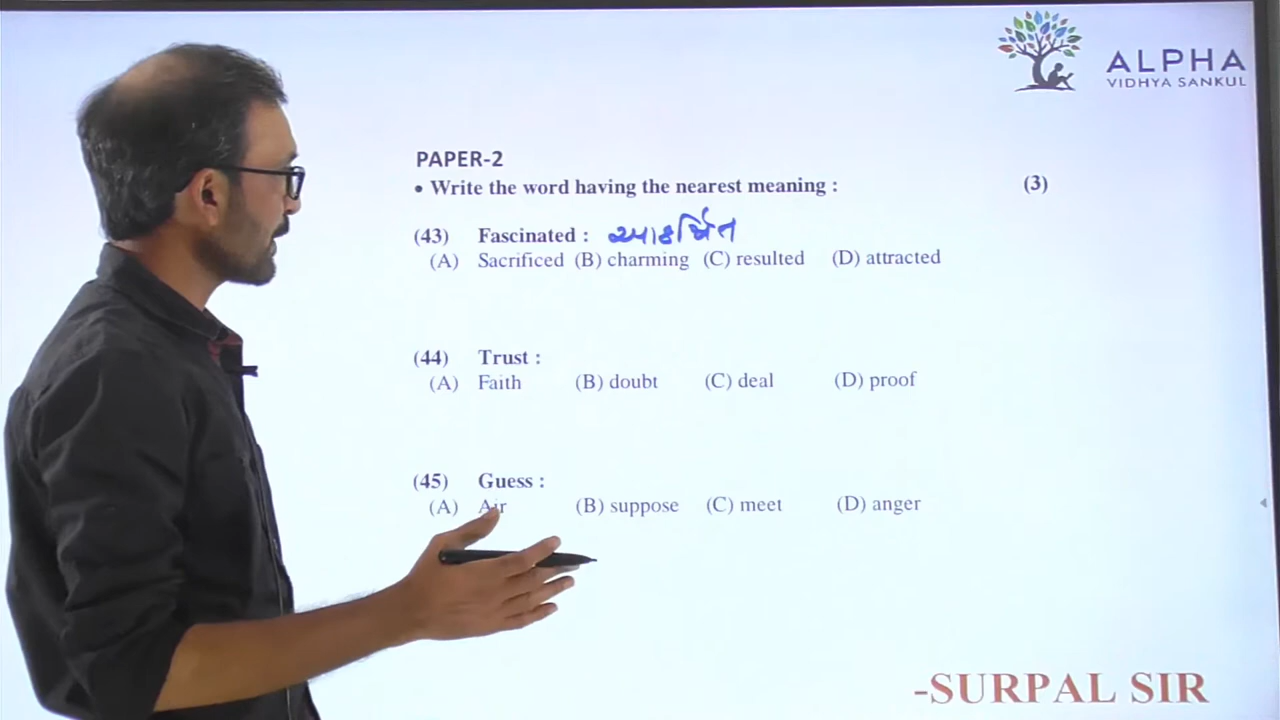 ALPHA
VIDHYA SANKUL
PAPER-2
• Write the word having the nearest meaning : (3)
(43) Fascinated : આકર્ષિત
(A) Sacrificed (B) charming (C) resulted (D) attracted
(44) Trust :
(A) Faith (B) doubt (C) deal (D) proof
(45) Guess :
(A) Air (B) suppose (C) meet (D) anger
-SURPAL SIR